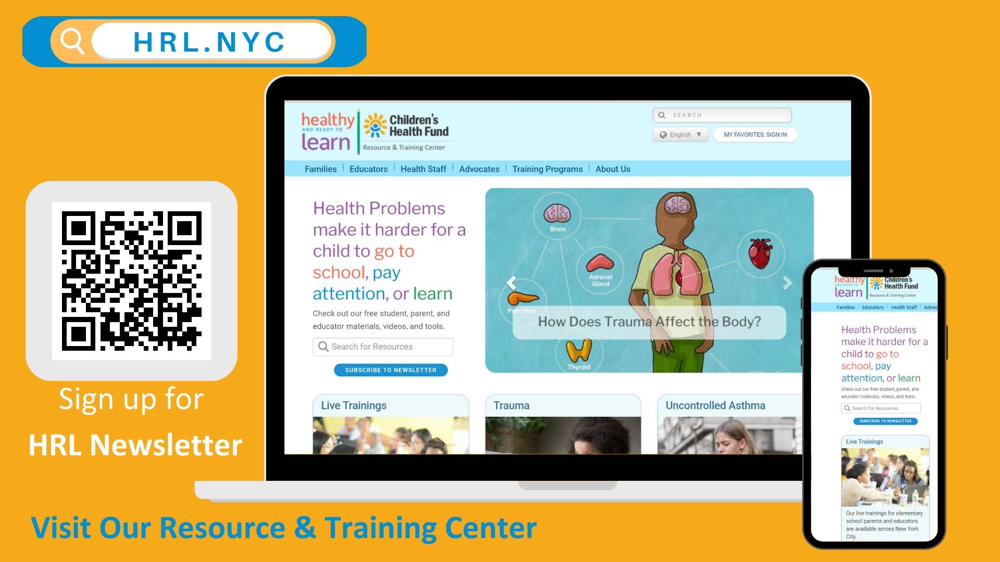 HRL.NYC
healthy
AND READY TO
learn
Children's
Health Fund
Resource & Training Center
SEARCH
English
MY FAVORITES: SIGN IN
Families
Educators
Health Staff
Advocates
Training Programs
About Us
Health Problems
make it harder for a
child to go to
school, pay
attention, or learn
Check out our free student, parent, and
educator materials, videos, and tools.
Search for Resources
SUBSCRIBE TO NEWSLETTER
Brain
Adrenal
Gland
Pancreas
How Does Trauma Affect the Body?
Thyroid
Live Trainings
Trauma
Uncontrolled Asthma
healthy
AND READY TO
learn
Children's
Health Fund
Resource & Training Center
Families
Educators
Health Staff
Advoc
Health Problems
make it harder for a
child to go to
school, pay
attention, or learn
Check out our free student, parent, and
educator materials, videos, and tools.
Search for Resources
SUBSCRIBE TO NEWSLETTER
Live Trainings
Our live trainings for elementary
school parents and educators
are available across New York
City.
Sign up for
HRL Newsletter
Visit Our Resource & Training Center